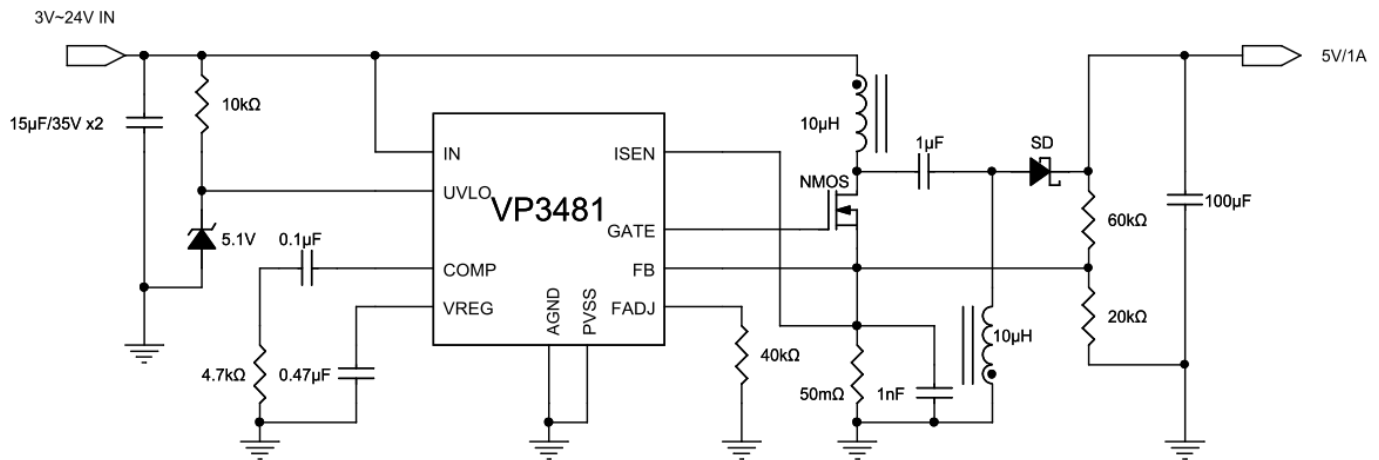 3V~24V IN
5V/1A
10kΩ
15µF/35V x2
10µH
1µF
SD
IN
ISEN
NMOS
UVLO
VP3481
100µF
60kΩ
5.1V
GATE
0.1µF
COMP
FB
VREG
AGND
PVSS
FADJ
20kΩ
10µH
40kΩ
4.7kΩ
0.47µF
50mΩ
1nF